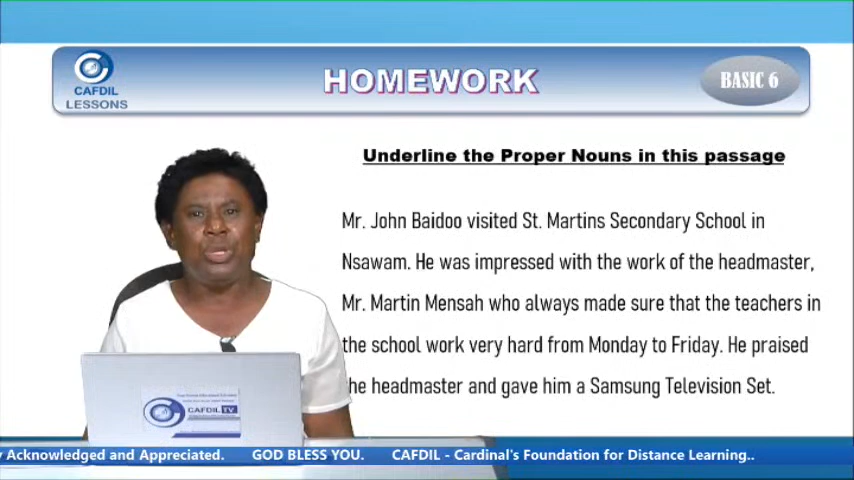 CAFDIL
LESSONS
HOMEWORK
BASIC 6
Underline the Proper Nouns in this passage
Mr. John Baidoo visited St. Martins Secondary School in
Nsawam. He was impressed with the work of the headmaster,
Mr. Martin Mensah who always made sure that the teachers in
the school work very hard from Monday to Friday. He praised
he headmaster and gave him a Samsung Television Set.
CAFDIL TV
Acknowledged and Appreciated. GOD BLESS YOU. CAFDIL - Cardinal's Foundation for Distance Learning..